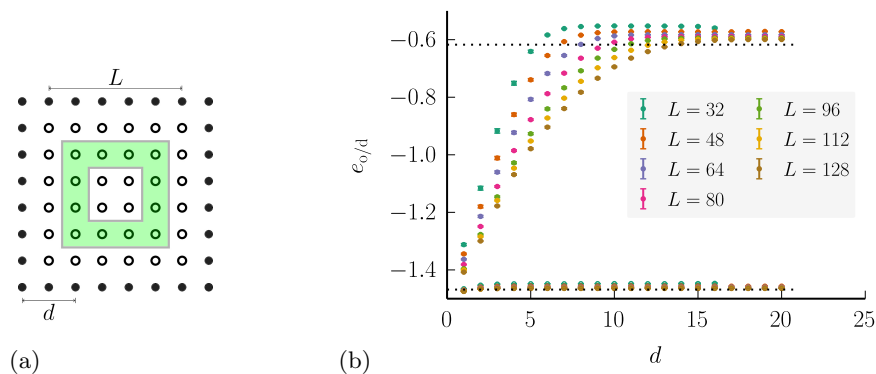 L
d
(a)
−0.6
−0.8
−1.0
−1.2
−1.4
e_{o/d}
0
5
10
15
20
25
d
L = 32
L = 48
L = 64
L = 80
L = 96
L = 112
L = 128
(b)